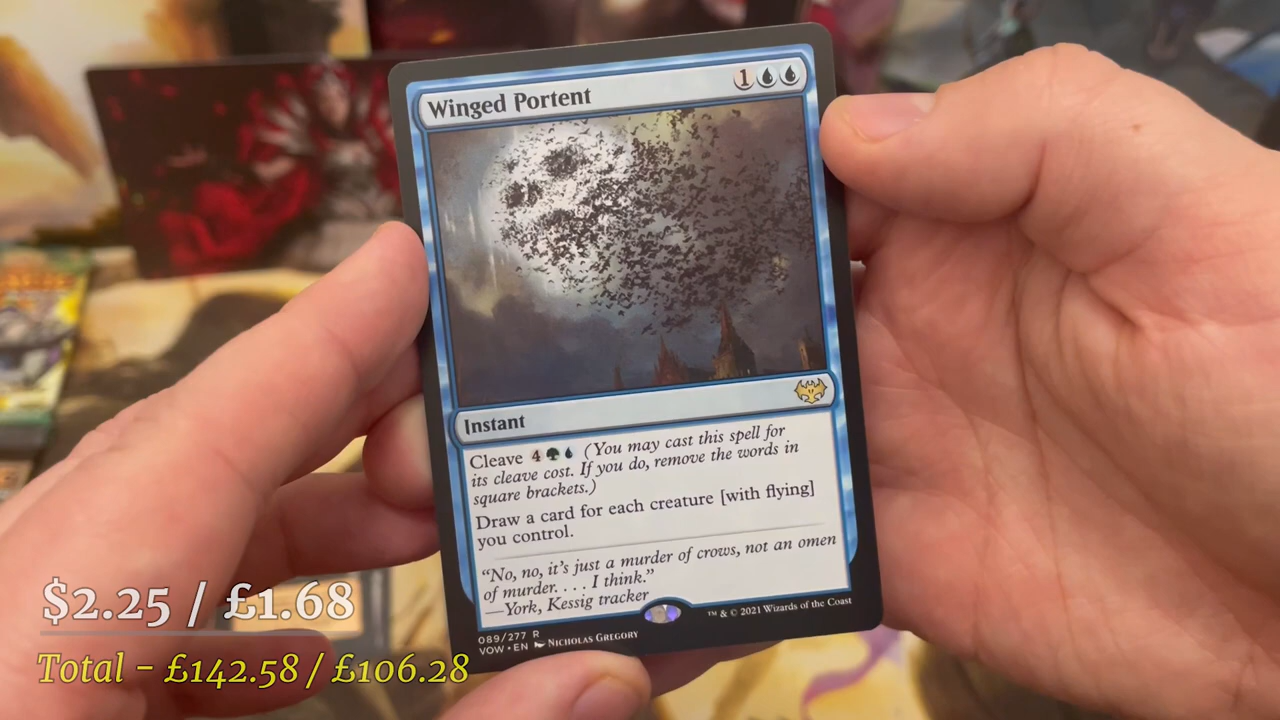 Winged Portent
1
Instant
Cleave 4 (You may cast this spell for
its cleave cost. If you do, remove the words in
square brackets.)
Draw a card for each creature [with flying]
you control.
“No, no, it's just a murder of crows, not an omen
of murder. . . . I think.”
—York, Kessig tracker
089/277 R
VOW • EN NICHOLAS GREGORY
™ & © 2021 Wizards of the Coast
$2.25 / £1.68
Total - £142.58 / £106.28